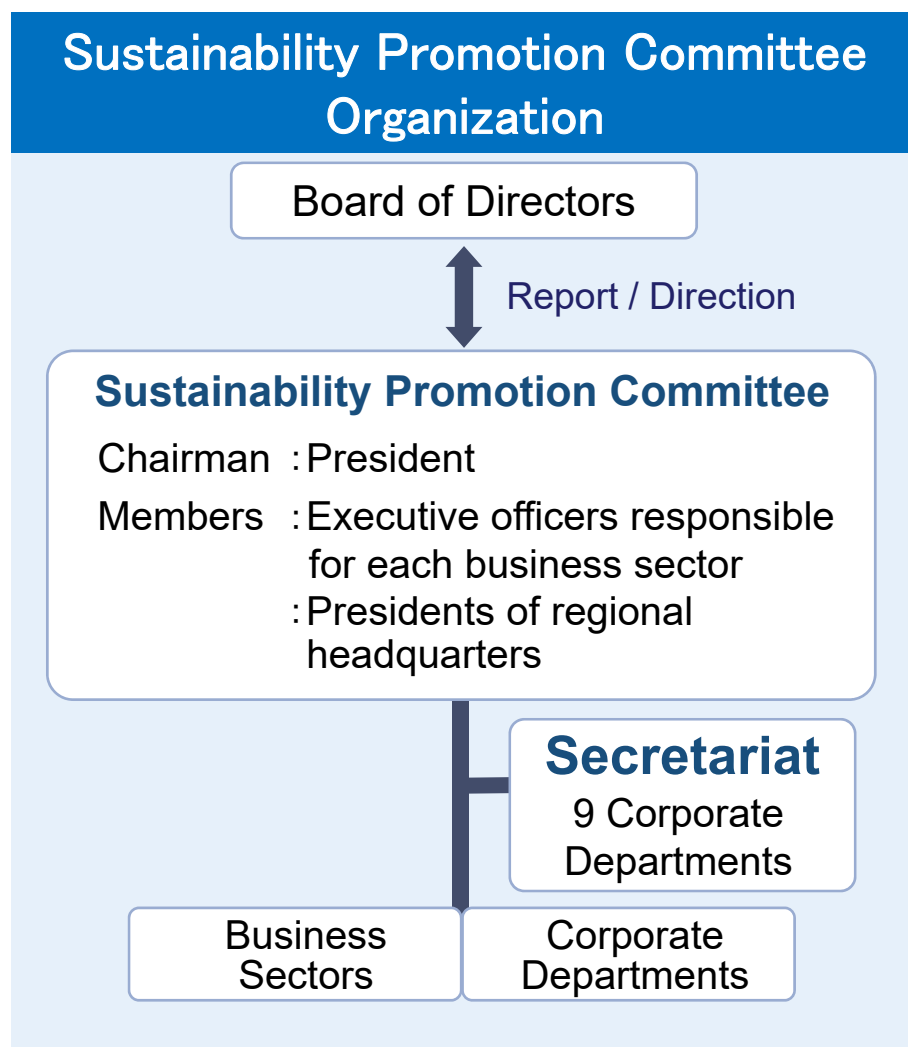 Sustainability Promotion Committee
Organization
Board of Directors
Report / Direction
Sustainability Promotion Committee
Chairman :President
Members :Executive officers responsible
for each business sector
:Presidents of regional
headquarters
Secretariat
9 Corporate
Departments
Business
Sectors
Corporate
Departments